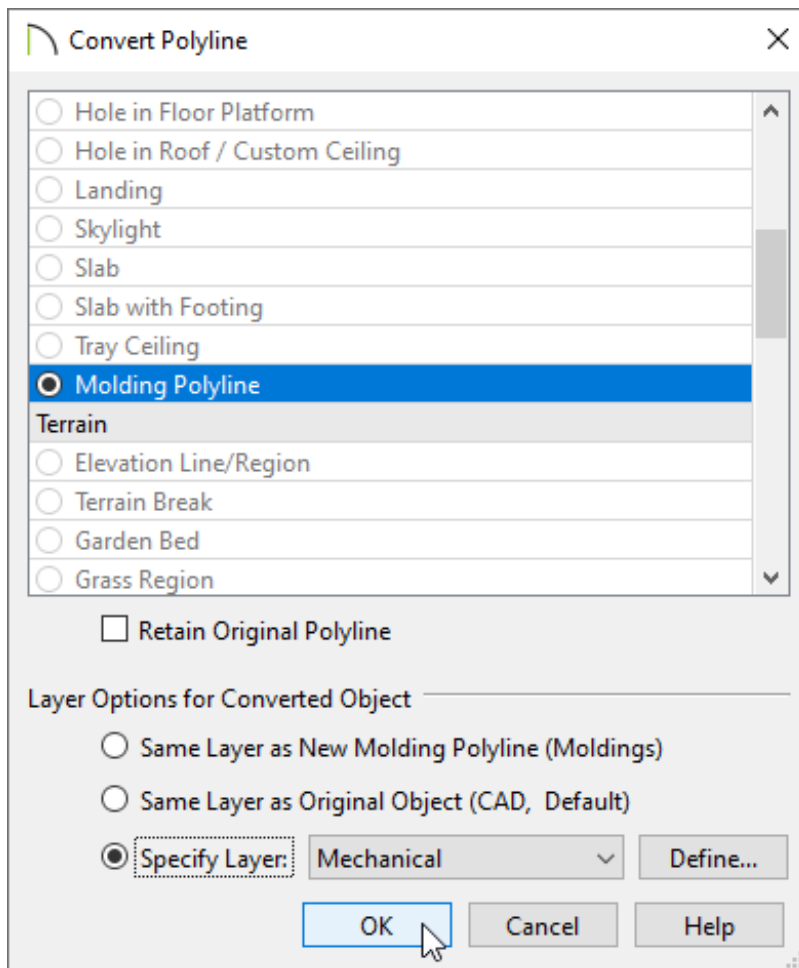 Convert Polyline
Hole in Floor Platform
Hole in Roof / Custom Ceiling
Landing
Skylight
Slab
Slab with Footing
Tray Ceiling
Molding Polyline
Terrain
Elevation Line/Region
Terrain Break
Garden Bed
Grass Region
Retain Original Polyline
Layer Options for Converted Object
Same Layer as New Molding Polyline (Moldings)
Same Layer as Original Object (CAD,  Default)
Specify Layer: Mechanical Define...
OK Cancel Help